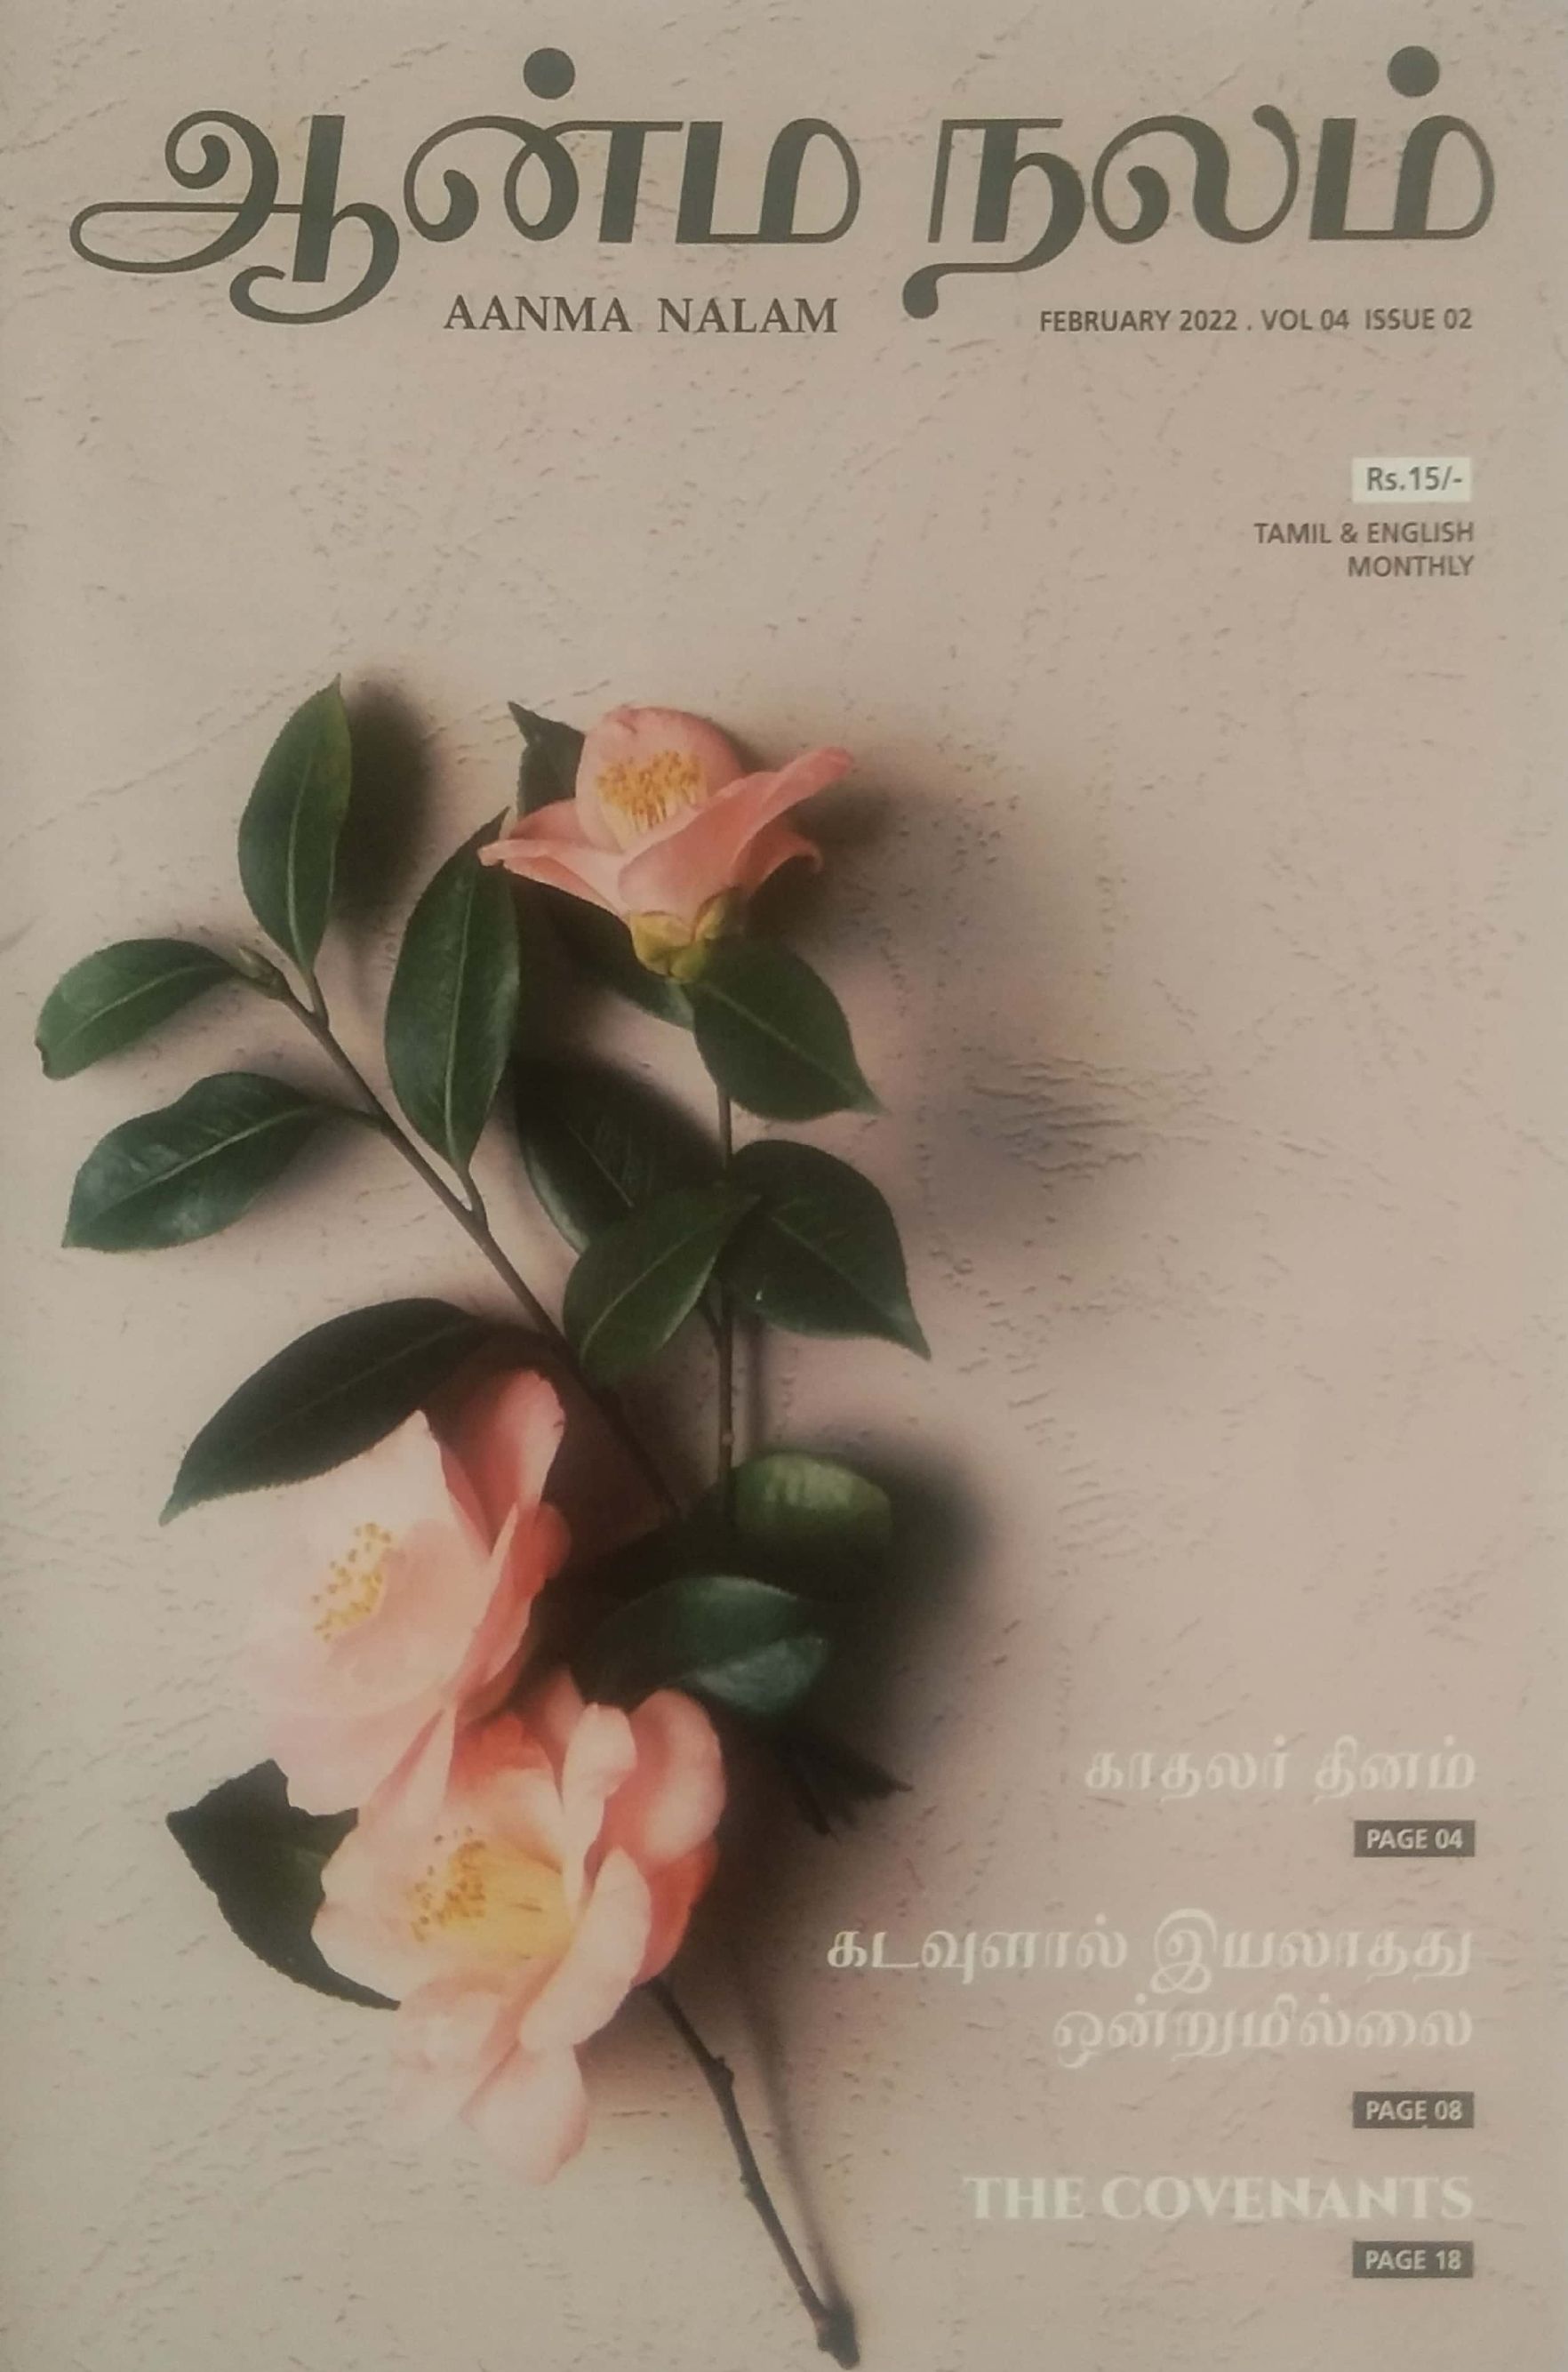 ஆன்ம நலம்
AANMA NALAM
FEBRUARY 2022 . VOL 04 ISSUE 02
Rs.15/-
TAMIL & ENGLISH
MONTHLY
காதலர் தினம்
PAGE 04
கடவுளால் இயலாதது
ஒன்றுமில்லை
PAGE 08
THE COVENANTS
PAGE 18